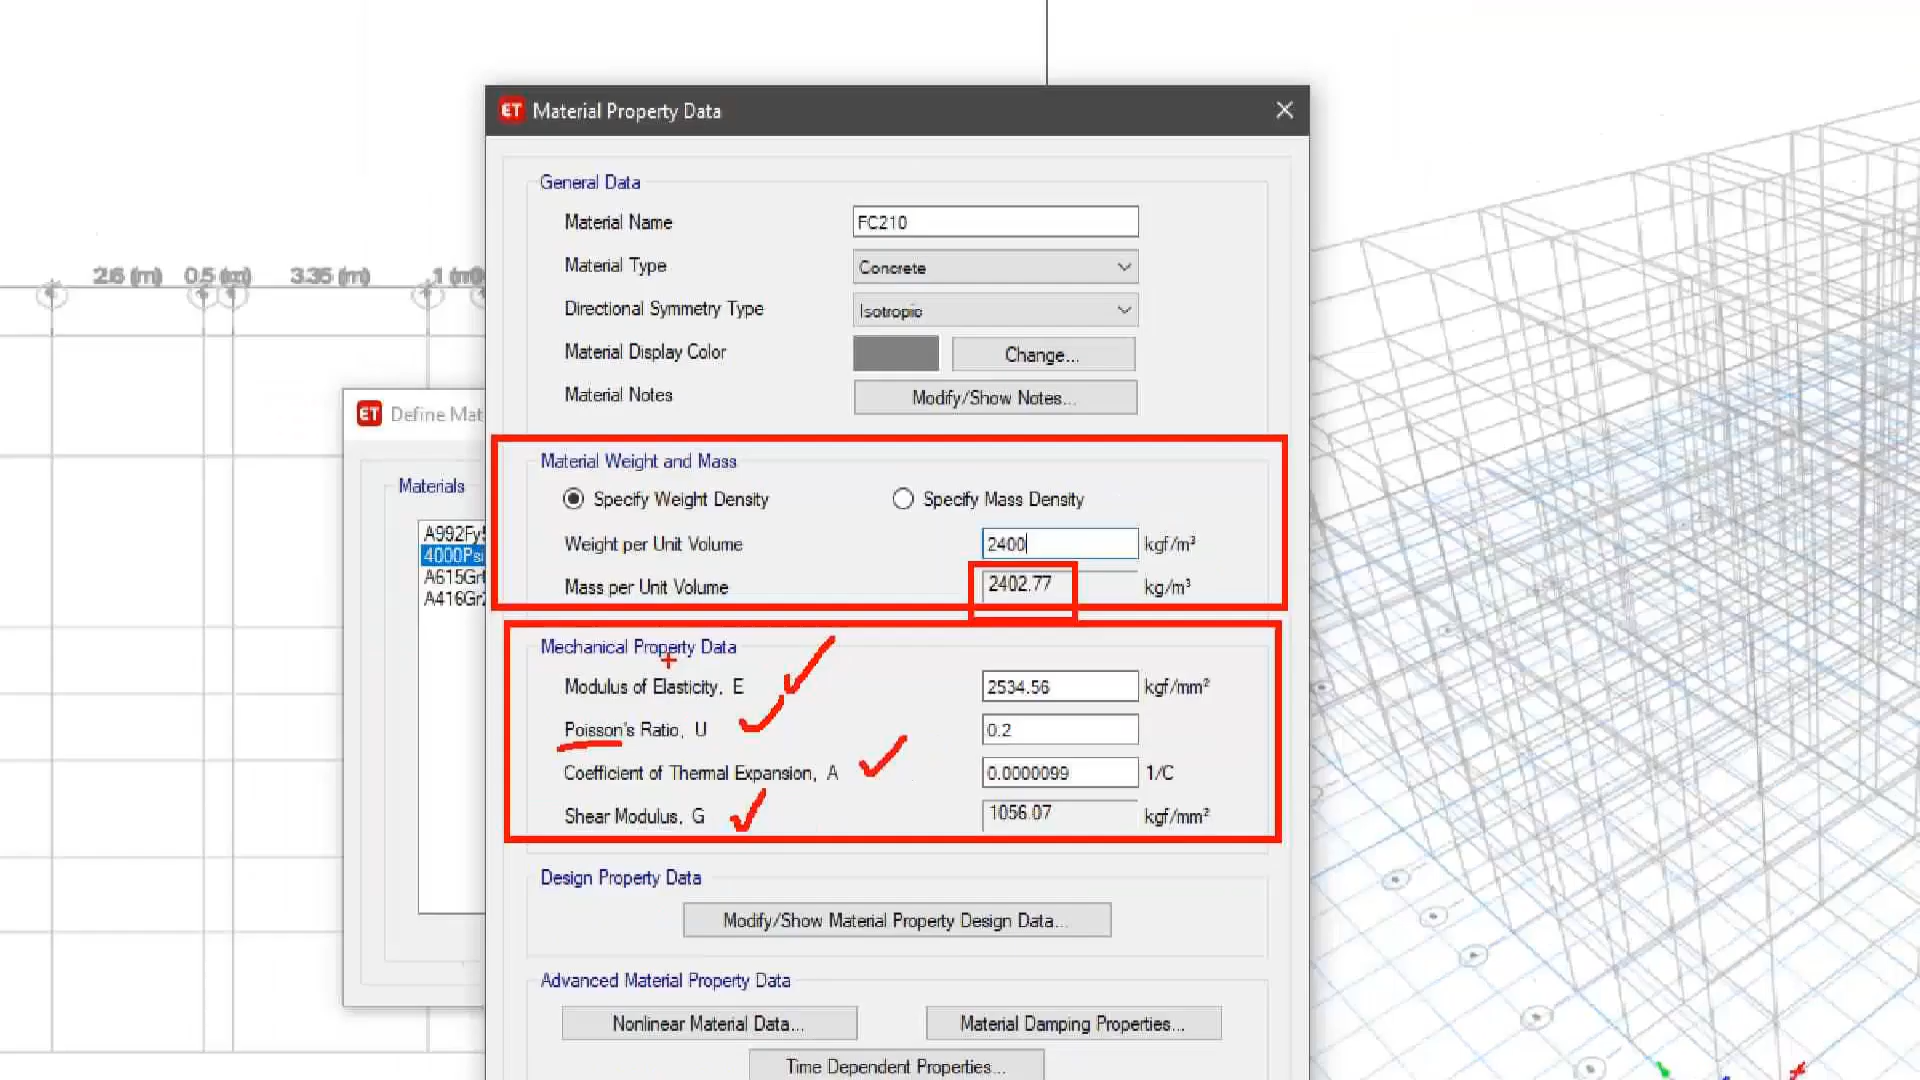 ET Material Property Data
General Data
Material Name FC210
Material Type Concrete
Directional Symmetry Type Isotropic
Material Display Color Change...
Material Notes Modify/Show Notes...
2.6 (m) 0.5 (m) 3.35 (m) 1 (m)
ET Define Mat
Materials
A992Fy5
4000Psi
A615Gr
A416Gr2
Material Weight and Mass
Specify Weight Density Specify Mass Density
Weight per Unit Volume 2400 kgf/m³
Mass per Unit Volume 2402.77 kg/m³
Mechanical Property Data
Modulus of Elasticity, E 2534.56 kgf/mm²
Poisson's Ratio, U 0.2
Coefficient of Thermal Expansion, A 0.0000099 1/C
Shear Modulus, G 1056.07 kgf/mm²
Design Property Data
Modify/Show Material Property Design Data...
Advanced Material Property Data
Nonlinear Material Data... Material Damping Properties...
Time Dependent Properties...